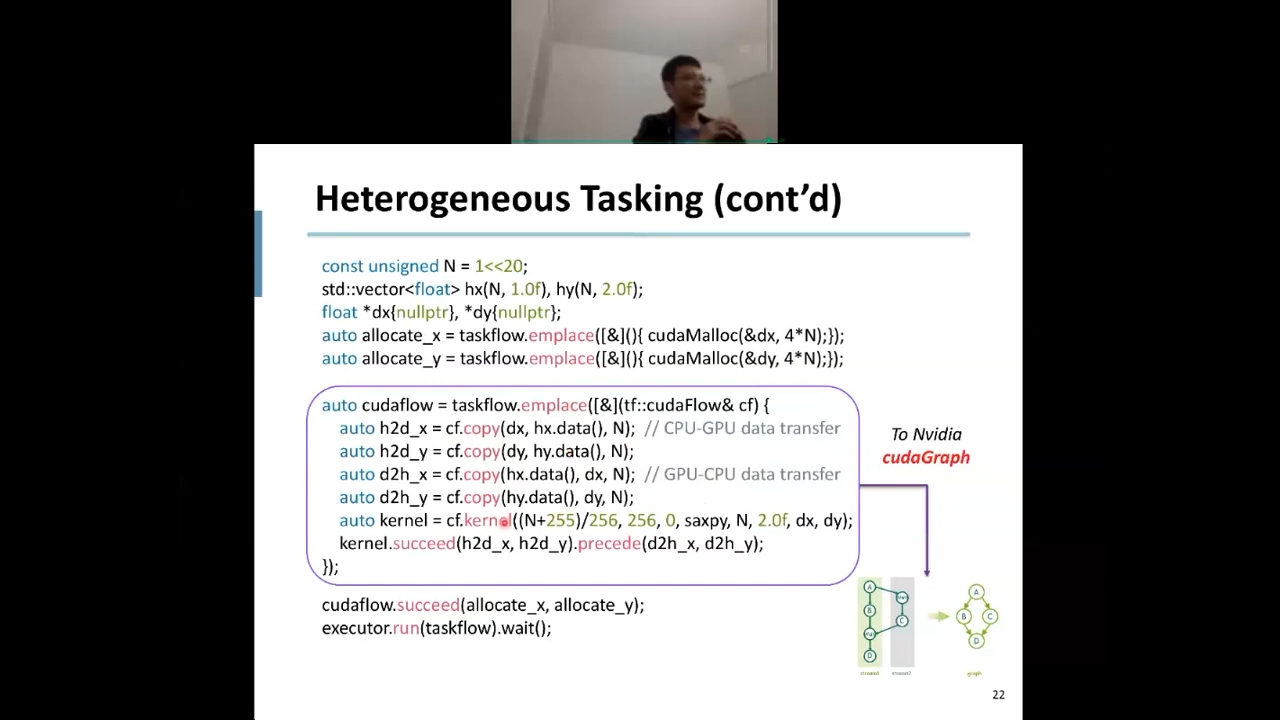 Heterogeneous Tasking (cont’d)
const unsigned N = 1<<20;
std::vector<float> hx(N, 1.0f), hy(N, 2.0f);
float *dx{nullptr}, *dy{nullptr};
auto allocate_x = taskflow.emplace([&](){ cudaMalloc(&dx, 4*N);});
auto allocate_y = taskflow.emplace([&](){ cudaMalloc(&dy, 4*N);});
auto cudaflow = taskflow.emplace([&](tf::cudaFlow& cf) {
auto h2d_x = cf.copy(dx, hx.data(), N); // CPU-GPU data transfer
auto h2d_y = cf.copy(dy, hy.data(), N);
auto d2h_x = cf.copy(hx.data(), dx, N); // GPU-CPU data transfer
auto d2h_y = cf.copy(hy.data(), dy, N);
auto kernel = cf.kernel((N+255)/256, 256, 0, saxpy, N, 2.0f, dx, dy);
kernel.succeed(h2d_x, h2d_y).precede(d2h_x, d2h_y);
});
To Nvidia
cudaGraph
cudaflow.succeed(allocate_x, allocate_y);
executor.run(taskflow).wait();
A
B
C
D
A
B C
D
graph
22